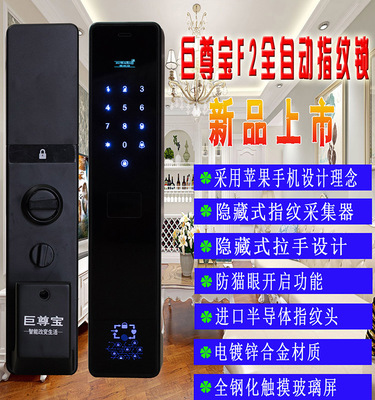 巨尊宝F2全自动指纹锁
新品上市
采用苹果手机设计理念
隐藏式指纹采集器
隐藏式拉手设计
防猫眼开启功能
进口半导体指纹头
电镀锌合金材质
全钢化触摸玻璃屏
1 2 3
4 5 6
7 8 9
0
巨尊宝
智能改变生活